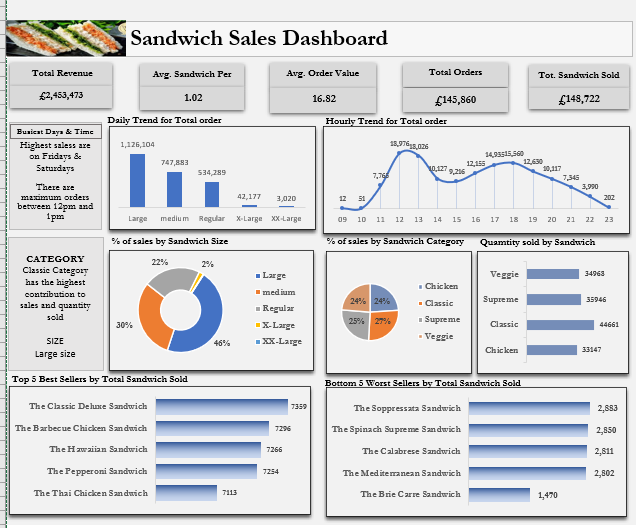 Sandwich Sales Dashboard
Total Revenue
£2,453,473
Avg. Sandwich Per
1.02
Avg. Order Value
16.82
Total Orders
£145,860
Tot. Sandwich Sold
£148,722
Busiest Days & Time
Highest saless are
on Fridays &
Saturdays
There are
maximum orders
between 12pm and
1pm
Daily Trend for Total order
1,126,104
747,883
534,289
42,177
3,020
Large medium Regular X-Large XX-Large
Hourly Trend for Total order
12 51 7,765 18,976 18,026 10,127 9,216 12,155 14,935 15,560 12,630 10,117 7,345 3,990 202
09 10 11 12 13 14 15 16 17 18 19 20 21 22 23
CATEGORY
Classic Category
has the highest
contribution to
sales and quantity
sold
SIZE
Large size
% of sales by Sandwich Size
22%
2%
30%
46%
Large
medium
Regular
X-Large
XX-Large
% of sales by Sandwich Category
24% 24%
25% 27%
Chicken
Classic
Supreme
Veggie
Quamtity sold by Sandwich
Veggie 34968
Supreme 35946
Classic 44661
Chicken 33147
Top 5 Best Sellers by Total Sandwich Sold
The Classic Deluxe Sandwich 7359
The Barbecue Chicken Sandwich 7296
The Hawaiian Sandwich 7266
The Pepperoni Sandwich 7254
The Thai Chicken Sandwich 7113
Bottom 5 Worst Sellers by Total Sandwich Sold
The Soppressata Sandwich 2,883
The Spinach Supreme Sandwich 2,850
The Calabrese Sandwich 2,811
The Mediterranean Sandwich 2,802
The Brie Carre Sandwich 1,470